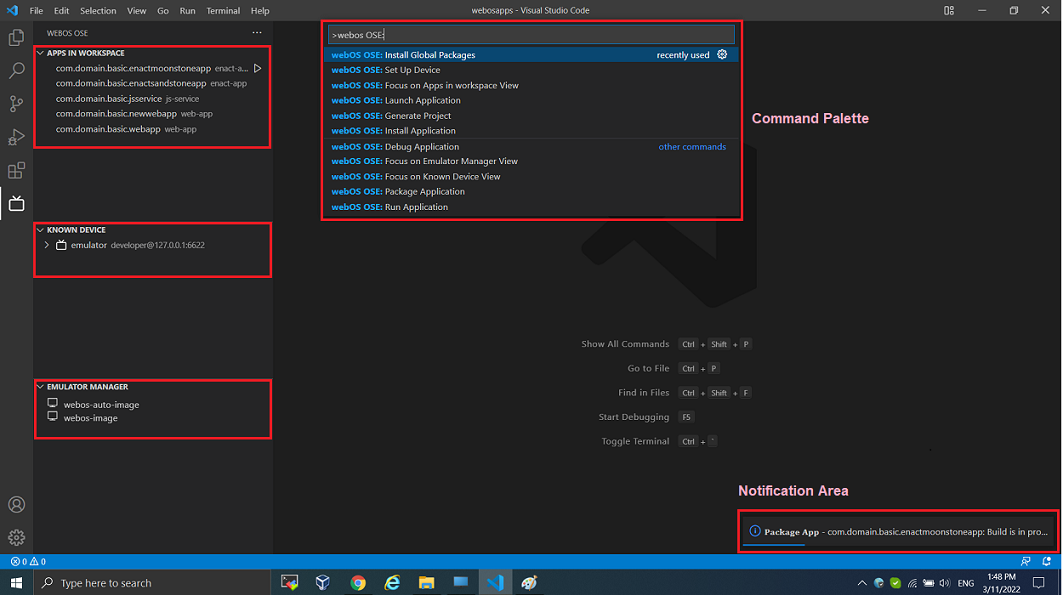 File Edit Selection View Go Run Terminal Help
webosapps - Visual Studio Code
WEBOS OSE
APPS IN WORKSPACE
com.domain.basic.enactmoonstoneapp enact-a...
com.domain.basic.enactsandstoneapp enact-app
com.domain.basic.jsservice js-service
com.domain.basic.newwebapp web-app
com.domain.basic.webapp web-app
KNOWN DEVICE
emulator developer@127.0.0.1:6622
EMULATOR MANAGER
webos-auto-image
webos-image
>webos OSE:
webOS OSE: Install Global Packages recently used
webOS OSE: Set Up Device
webOS OSE: Focus on Apps in workspace View
webOS OSE: Launch Application
webOS OSE: Generate Project
webOS OSE: Install Application
webOS OSE: Debug Application other commands
webOS OSE: Focus on Emulator Manager View
webOS OSE: Focus on Known Device View
webOS OSE: Package Application
webOS OSE: Run Application
Command Palette
Show All Commands Ctrl + Shift + P
Go to File Ctrl + P
Find in Files Ctrl + Shift + F
Start Debugging F5
Toggle Terminal Ctrl + `
Notification Area
Package App - com.domain.basic.enactmoonstoneapp: Build is in pro...
0 0
Type here to search
ENG
1:48 PM
3/11/2022